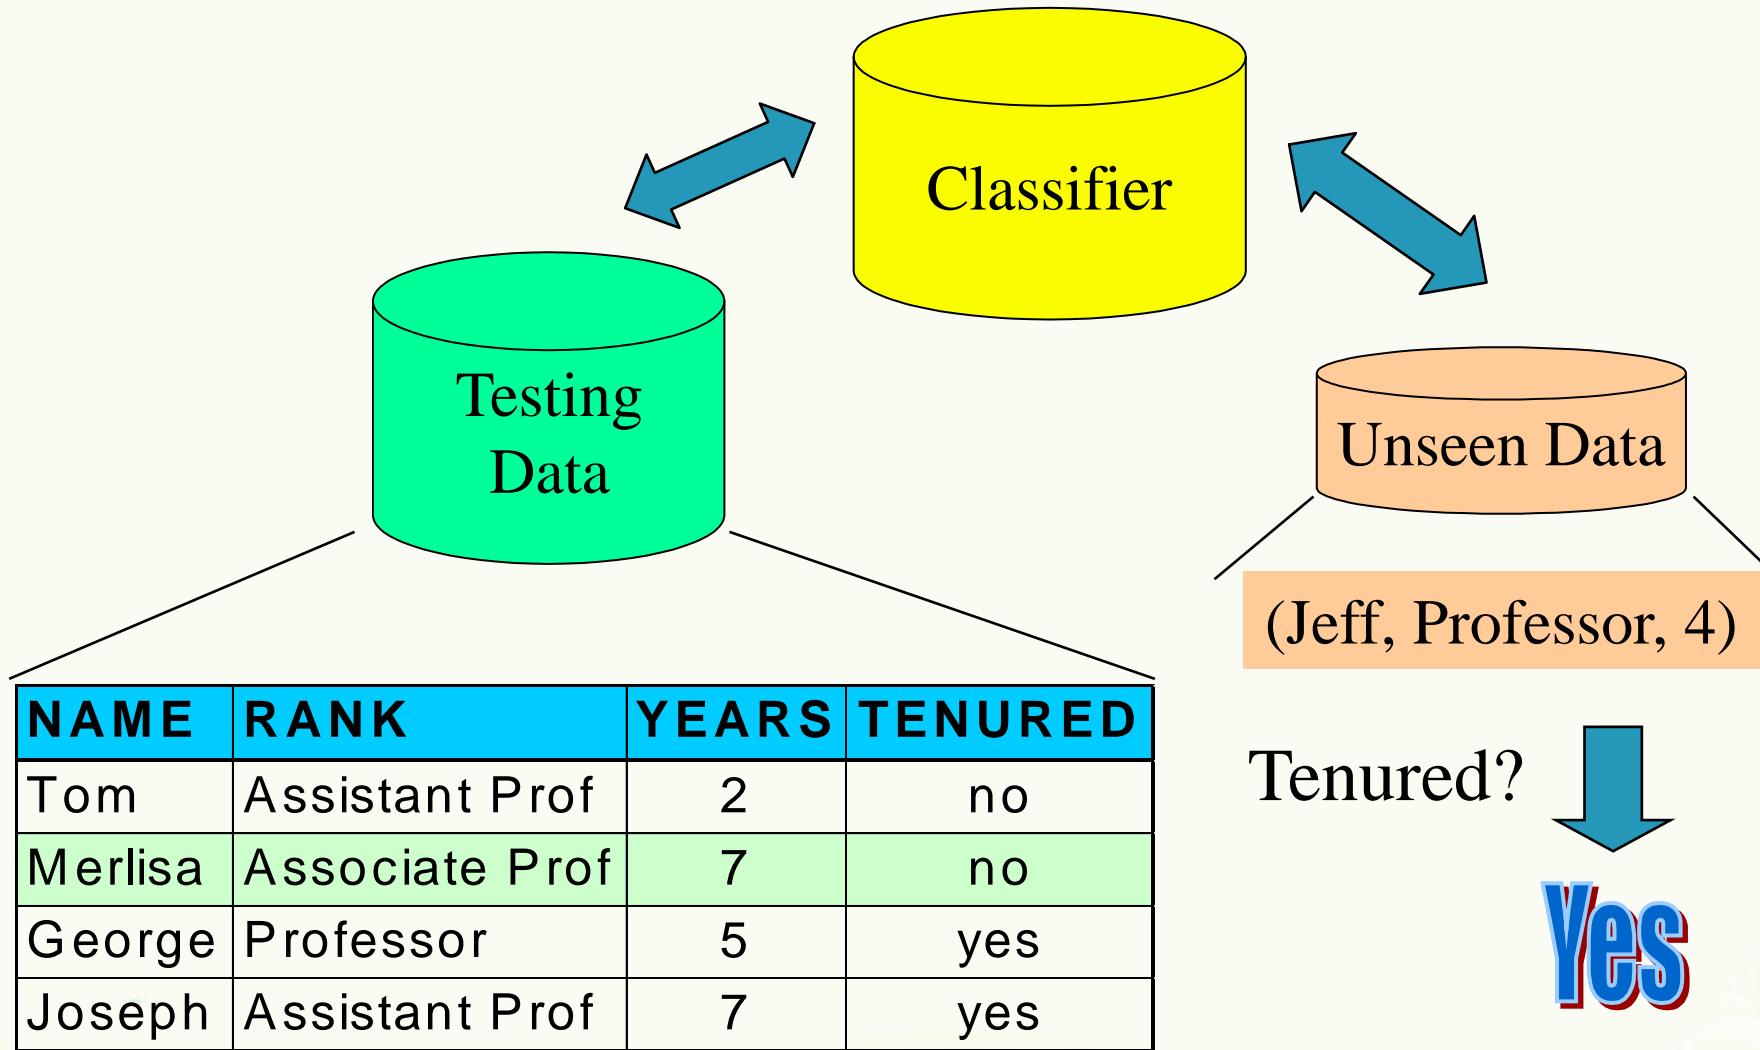 Classifier
Testing
Data
Unseen Data
(Jeff, Professor, 4)
NAME RANK YEARS TENURED
Tom Assistant Prof 2 no
Merlisa Associate Prof 7 no
George Professor 5 yes
Joseph Assistant Prof 7 yes
Tenured?
Yes